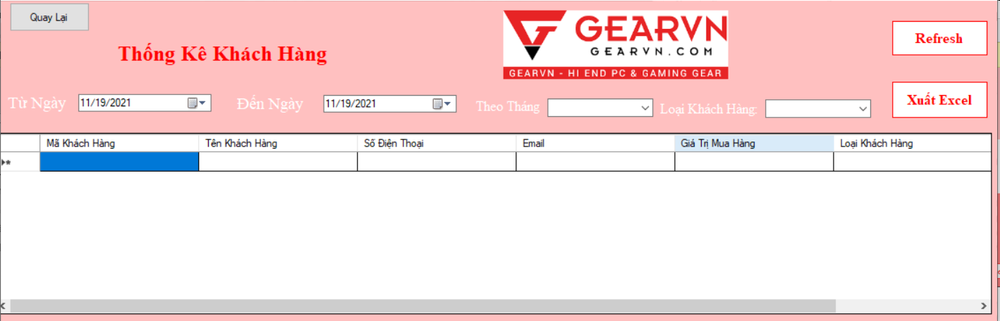 Quay Lại
GEARVN
GEARVN.COM
GEARVN - HI END PC & GAMING GEAR
Refresh
Thống Kê Khách Hàng
Từ Ngày 11/19/2021 Đến Ngày 11/19/2021 Theo Tháng Loại Khách Hàng:
Xuất Excel
Mã Khách Hàng Tên Khách Hàng Số Điện Thoại Email Giá Trị Mua Hàng Loại Khách Hàng